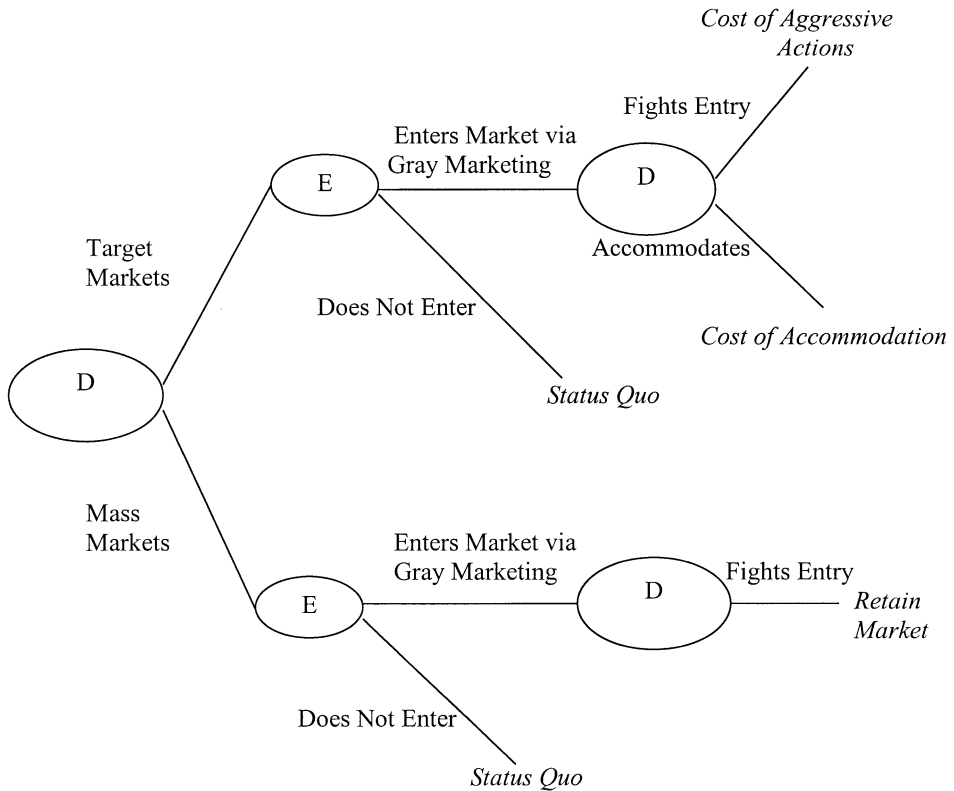 Cost of Aggressive
Actions
Fights Entry
Enters Market via
Gray Marketing
E
D
Target
Markets
Accommodates
Does Not Enter
Cost of Accommodation
D
Status Quo
Mass
Markets
Enters Market via
Gray Marketing
Fights Entry
E
D
Retain
Market
Does Not Enter
Status Quo